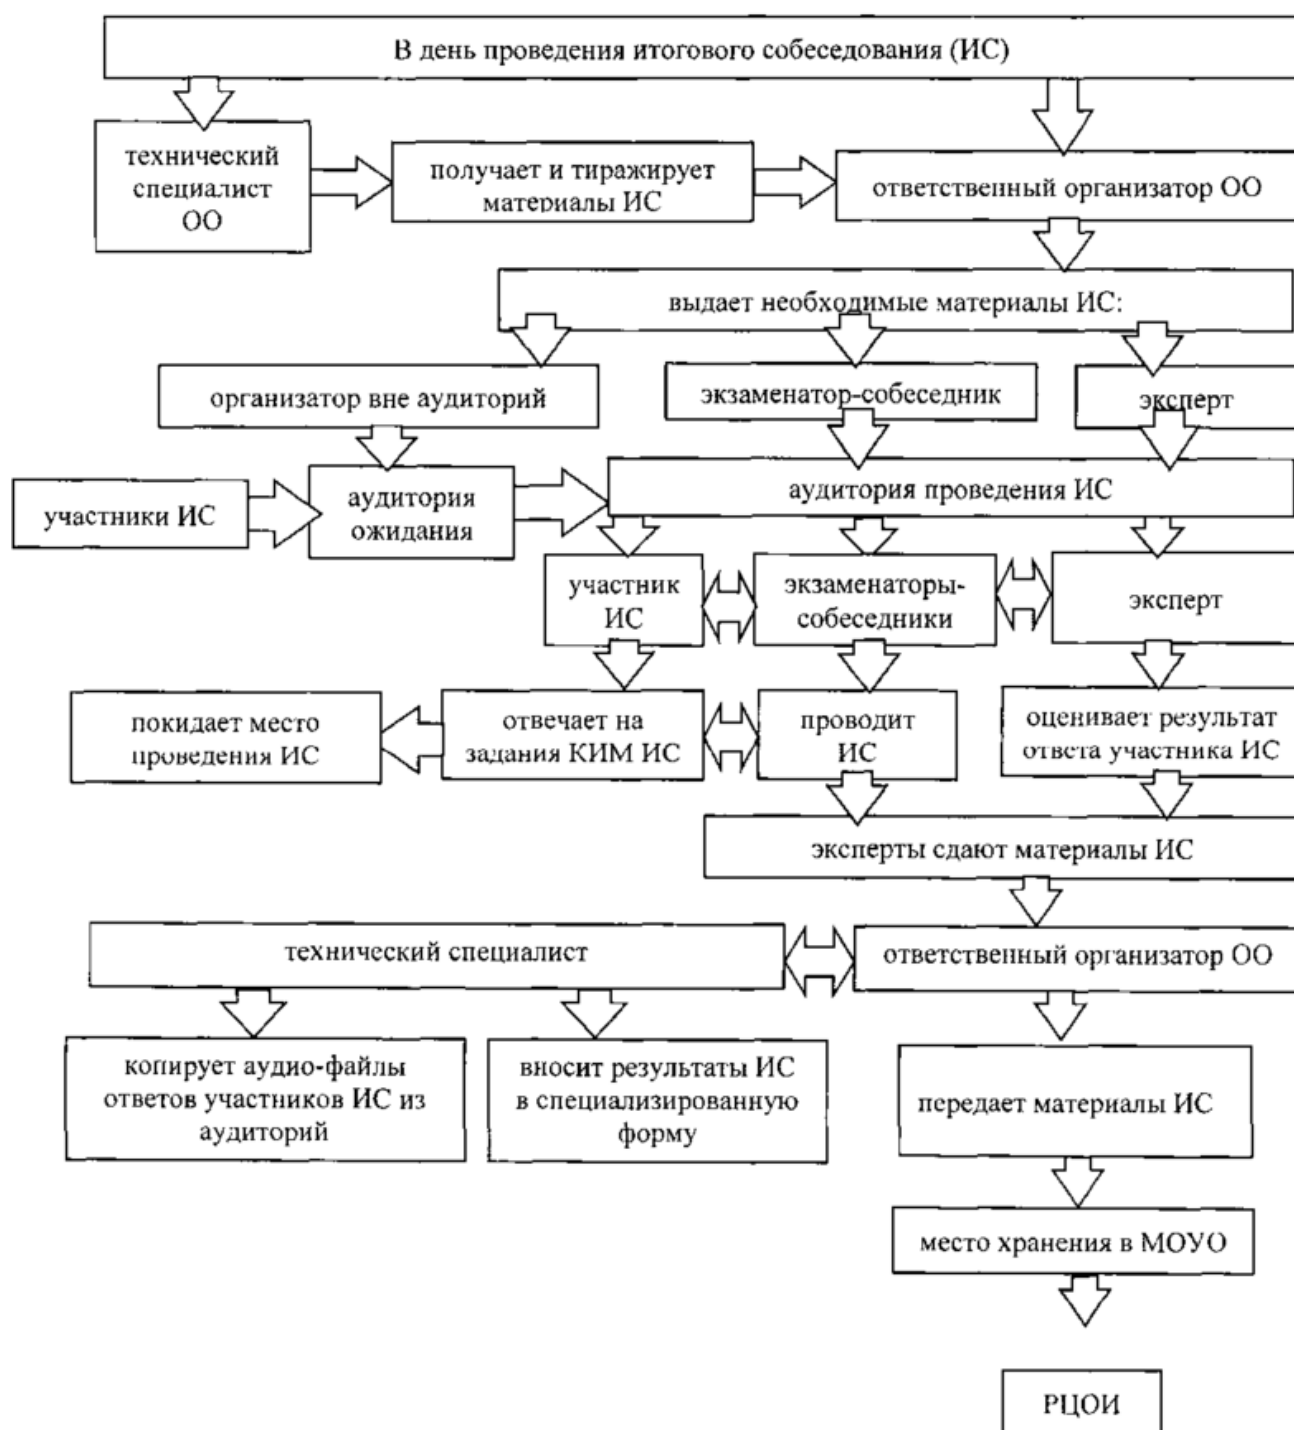 В день проведения итогового собеседования (ИС)
технический
специалист
ОО
получает и тиражирует
материалы ИС
ответственный организатор ОО
выдает необходимые материалы ИС:
организатор вне аудиторий
экзаменатор-собеседник
эксперт
участники ИС
аудитория
ожидания
аудитория проведения ИС
участник
ИС
экзаменаторы-
собеседники
эксперт
покидает место
проведения ИС
отвечает на
задания КИМ ИС
проводит
ИС
оценивает результат
ответа участника ИС
эксперты сдают материалы ИС
технический специалист
ответственный организатор ОО
копирует аудио-файлы
ответов участников ИС из
аудиторий
вносит результаты ИС
в специализированную
форму
передает материалы ИС
место хранения в МОУО
РЦОИ